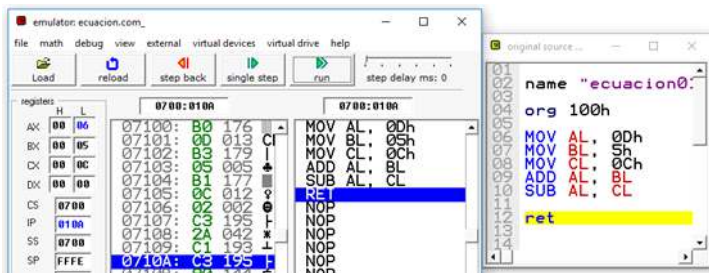 emulator: ecuacion.com_
file math debug view external virtual devices virtual drive help
Load reload step back single step run step delay ms: 0
registers
H L
0700:010A 0700:010A
AX 00 06
BX 00 05
CX 00 0C
DX 00 00
CS 0700
IP 010A
SS 0700
SP FFFE
07100: B0 176
07101: 0D 013
07102: B3 179
07103: 05 005
07104: B1 177
07105: 0C 012
07106: 02 002
07107: C3 195
07108: 2A 042
07109: C1 193
0710A: C3 195
MOV AL, 0Dh
MOV BL, 05h
MOV CL, 0Ch
ADD AL, BL
SUB AL, CL
RET
NOP
NOP
NOP
NOP
NOP
original source ...
01
02 name "ecuacion01
03
04 org 100h
05
06 MOV AL, 0Dh
07 MOV BL, 5h
08 MOV CL, 0Ch
09 ADD AL, BL
10 SUB AL, CL
11
12 ret
13
14